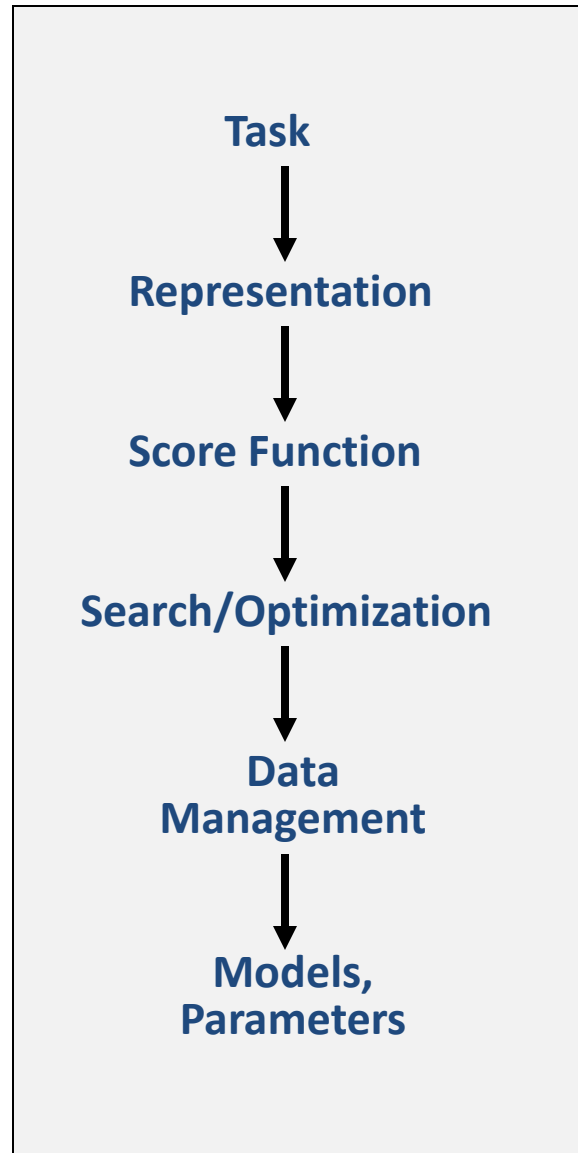 Task
Representation
Score Function
Search/Optimization
Data
Management
Models,
Parameters